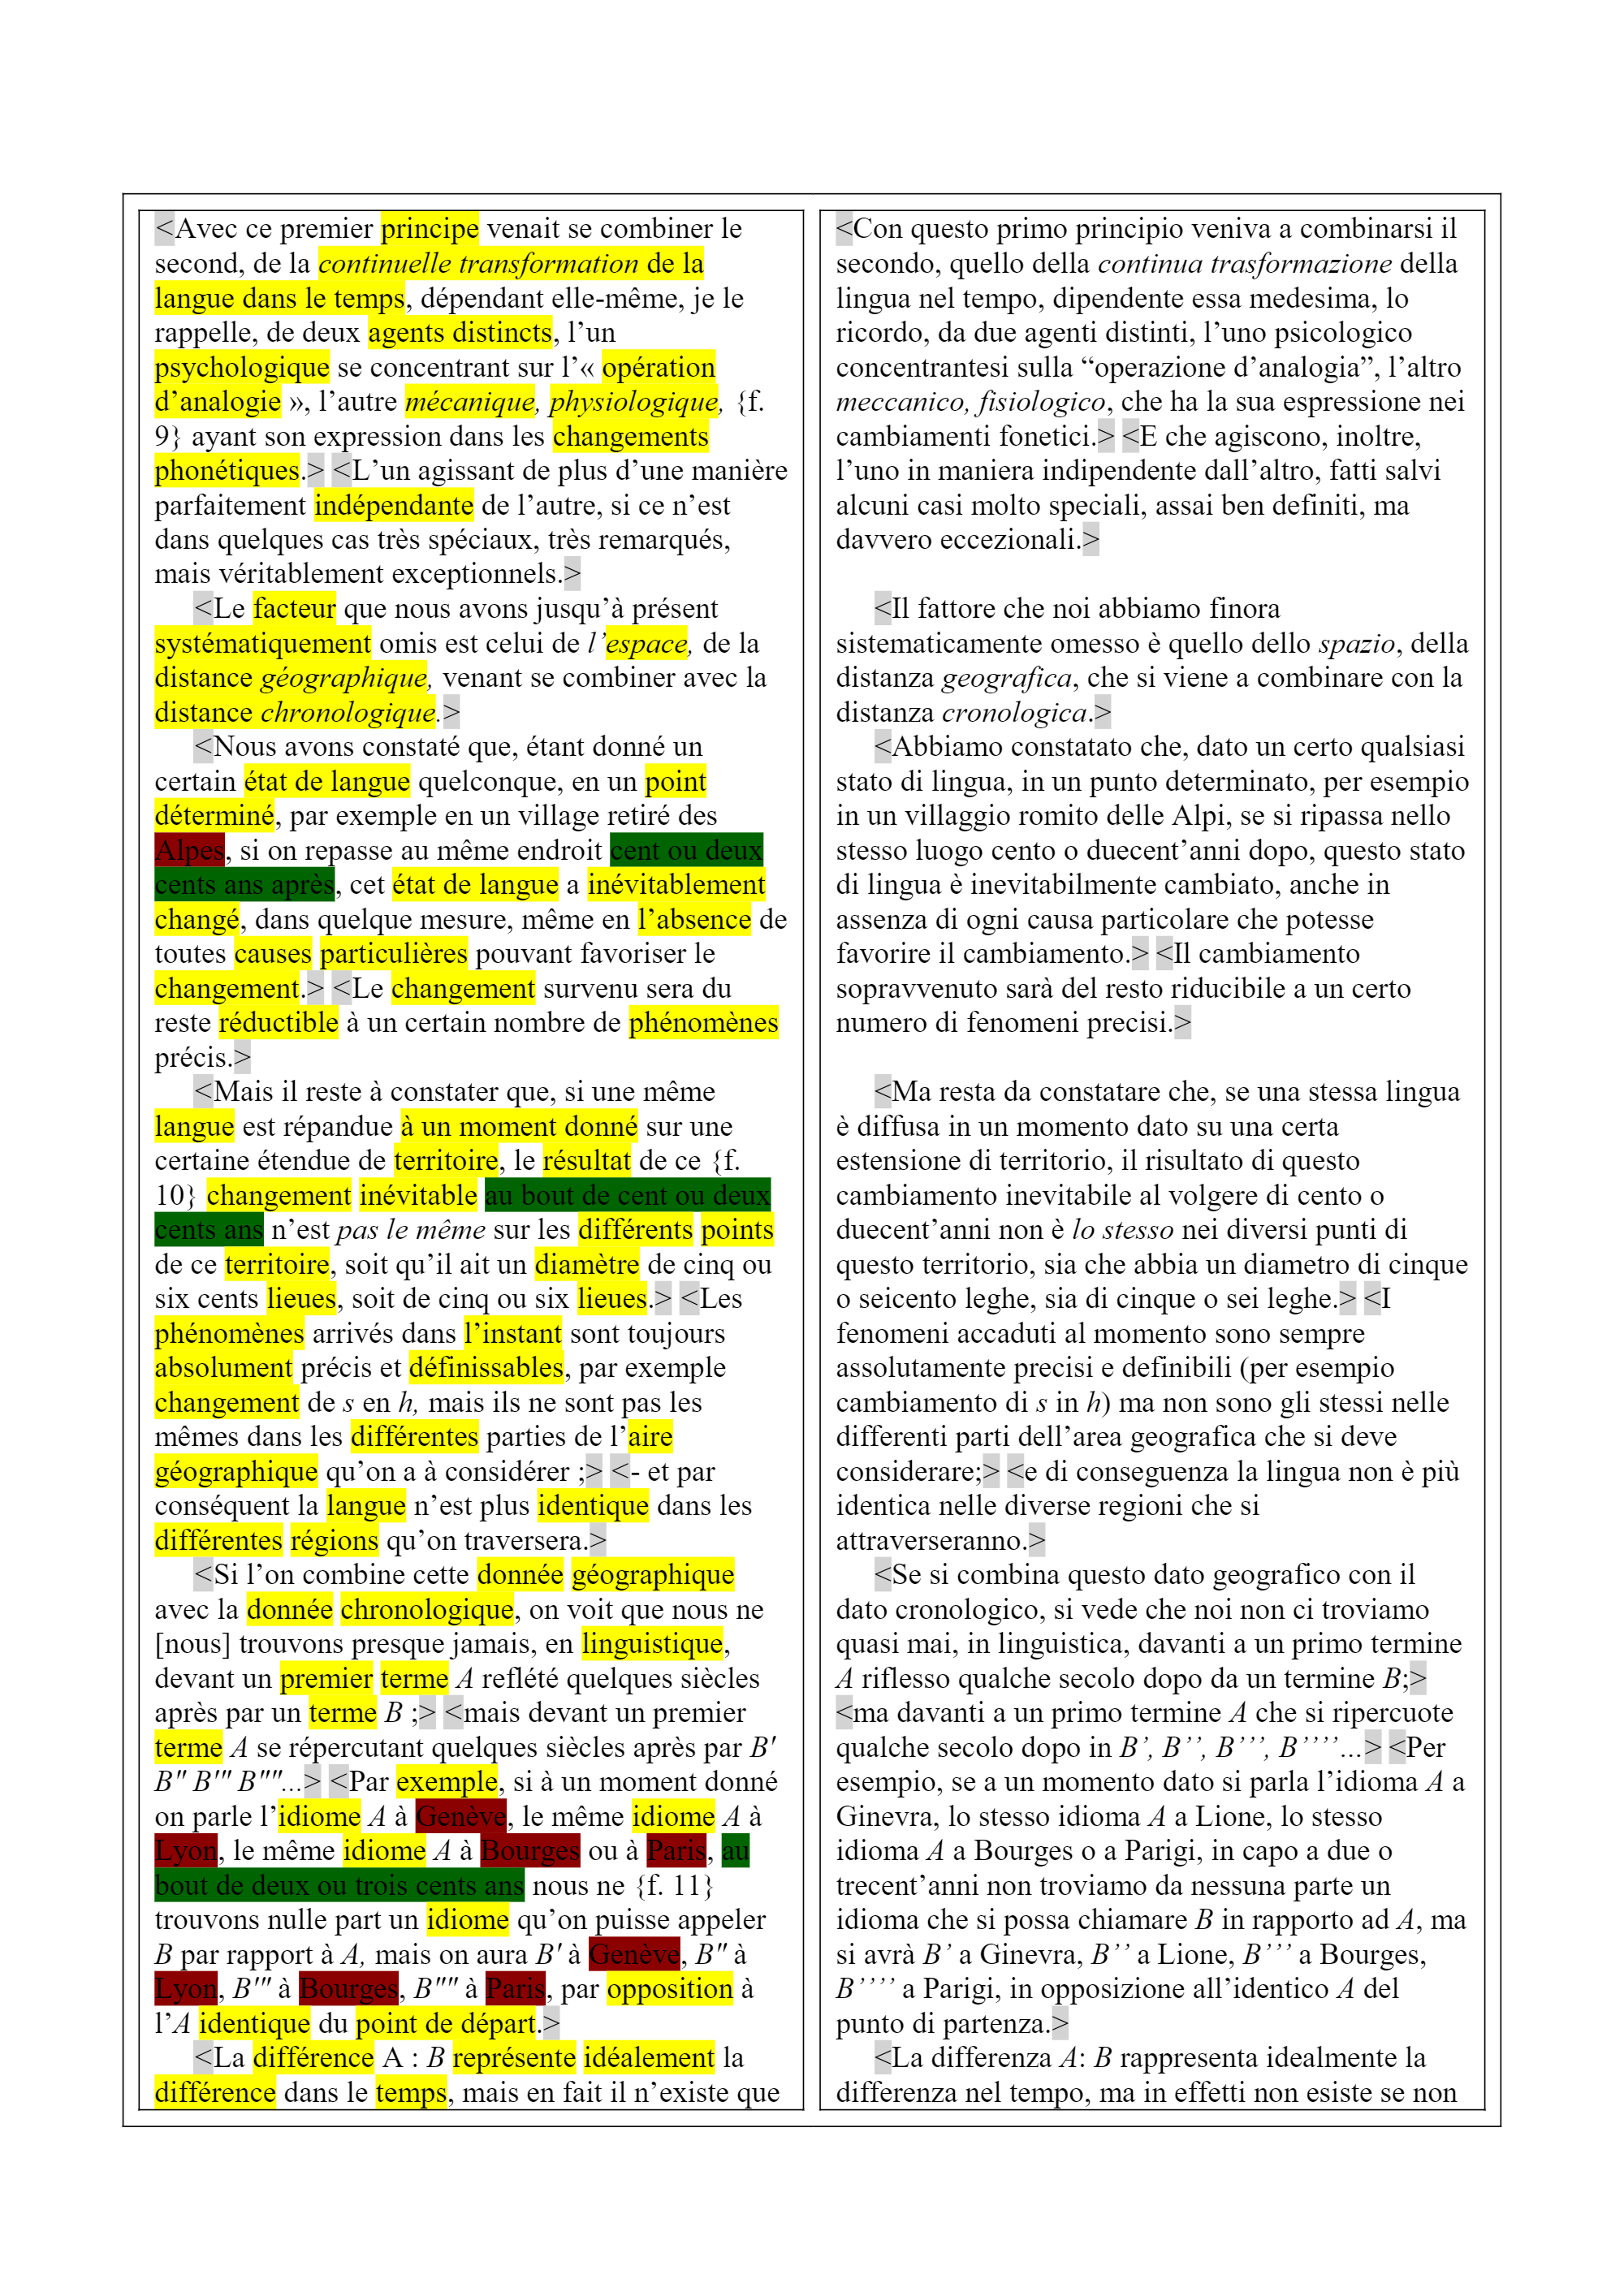 <Avec ce premier principe venait se combiner le
second, de la continuelle transformation de la
langue dans le temps, dépendant elle-même, je le
rappelle, de deux agents distincts, l’un
psychologique se concentrant sur l’« opération
d’analogie », l’autre mécanique, physiologique, {f.
9} ayant son expression dans les changements
phonétiques.> <L’un agissant de plus d’une manière
parfaitement indépendante de l’autre, si ce n’est
dans quelques cas très spéciaux, très remarqués,
mais véritablement exceptionnels.>
<Le facteur que nous avons jusqu’à présent
systématiquement omis est celui de l’espace, de la
distance géographique, venant se combiner avec la
distance chronologique.>
<Nous avons constaté que, étant donné un
certain état de langue quelconque, en un point
déterminé, par exemple en un village retiré des
Alpes, si on repasse au même endroit cent ou deux
cents ans après, cet état de langue a inévitablement
changé, dans quelque mesure, même en l’absence de
toutes causes particulières pouvant favoriser le
changement.> <Le changement survenu sera du
reste réductible à un certain nombre de phénomènes
précis.>
<Mais il reste à constater que, si une même
langue est répandue à un moment donné sur une
certaine étendue de territoire, le résultat de ce {f.
10} changement inévitable au bout de cent ou deux
cents ans n’est pas le même sur les différents points
de ce territoire, soit qu’il ait un diamètre de cinq ou
six cents lieues, soit de cinq ou six lieues.> <Les
phénomènes arrivés dans l’instant sont toujours
absolument précis et définissables, par exemple
changement de s en h, mais ils ne sont pas les
mêmes dans les différentes parties de l’aire
géographique qu’on a à considérer ;> <- et par
conséquent la langue n’est plus identique dans les
différentes régions qu’on traversera.>
<Si l’on combine cette donnée géographique
avec la donnée chronologique, on voit que nous ne
[nous] trouvons presque jamais, en linguistique,
devant un premier terme A reflété quelques siècles
après par un terme B ;> <mais devant un premier
terme A se répercutant quelques siècles après par B'
B'' B''' B''''...> <Par exemple, si à un moment donné
on parle l’idiome A à Genève, le même idiome A à
Lyon, le même idiome A à Bourges ou à Paris, au
bout de deux ou trois cents ans nous ne {f. 11}
trouvons nulle part un idiome qu’on puisse appeler
B par rapport à A, mais on aura B' à Genève, B'' à
Lyon, B''' à Bourges, B'''' à Paris, par opposition à
l’A identique du point de départ.>
<La différence A : B représente idéalement la
différence dans le temps, mais en fait il n’existe que
<Con questo primo principio veniva a combinarsi il
secondo, quello della continua trasformazione della
lingua nel tempo, dipendente essa medesima, lo
ricordo, da due agenti distinti, l’uno psicologico
concentrantesi sulla “operazione d’analogia”, l’altro
meccanico, fisiologico, che ha la sua espressione nei
cambiamenti fonetici.> <E che agiscono, inoltre,
l’uno in maniera indipendente dall’altro, fatti salvi
alcuni casi molto speciali, assai ben definiti, ma
davvero eccezionali.>
<Il fattore che noi abbiamo finora
sistematicamente omesso è quello dello spazio, della
distanza geografica, che si viene a combinare con la
distanza cronologica.>
<Abbiamo constatato che, dato un certo qualsiasi
stato di lingua, in un punto determinato, per esempio
in un villaggio romito delle Alpi, se si ripassa nello
stesso luogo cento o duecent’anni dopo, questo stato
di lingua è inevitabilmente cambiato, anche in
assenza di ogni causa particolare che potesse
favorire il cambiamento.> <Il cambiamento
sopravvenuto sarà del resto riducibile a un certo
numero di fenomeni precisi.>
<Ma resta da constatare che, se una stessa lingua
è diffusa in un momento dato su una certa
estensione di territorio, il risultato di questo
cambiamento inevitabile al volgere di cento o
duecent’anni non è lo stesso nei diversi punti di
questo territorio, sia che abbia un diametro di cinque
o seicento leghe, sia di cinque o sei leghe.> <I
fenomeni accaduti al momento sono sempre
assolutamente precisi e definibili (per esempio
cambiamento di s in h) ma non sono gli stessi nelle
differenti parti dell’area geografica che si deve
considerare;> <e di conseguenza la lingua non è più
identica nelle diverse regioni che si
attraverseranno.>
<Se si combina questo dato geografico con il
dato cronologico, si vede che noi non ci troviamo
quasi mai, in linguistica, davanti a un primo termine
A riflesso qualche secolo dopo da un termine B;>
<ma davanti a un primo termine A che si ripercuote
qualche secolo dopo in B’, B’’, B’’’, B’’’’...> <Per
esempio, se a un momento dato si parla l’idioma A a
Ginevra, lo stesso idioma A a Lione, lo stesso
idioma A a Bourges o a Parigi, in capo a due o
trecent’anni non troviamo da nessuna parte un
idioma che si possa chiamare B in rapporto ad A, ma
si avrà B’ a Ginevra, B’’ a Lione, B’’’ a Bourges,
B’’’’ a Parigi, in opposizione all’identico A del
punto di partenza.>
<La differenza A: B rappresenta idealmente la
differenza nel tempo, ma in effetti non esiste se non